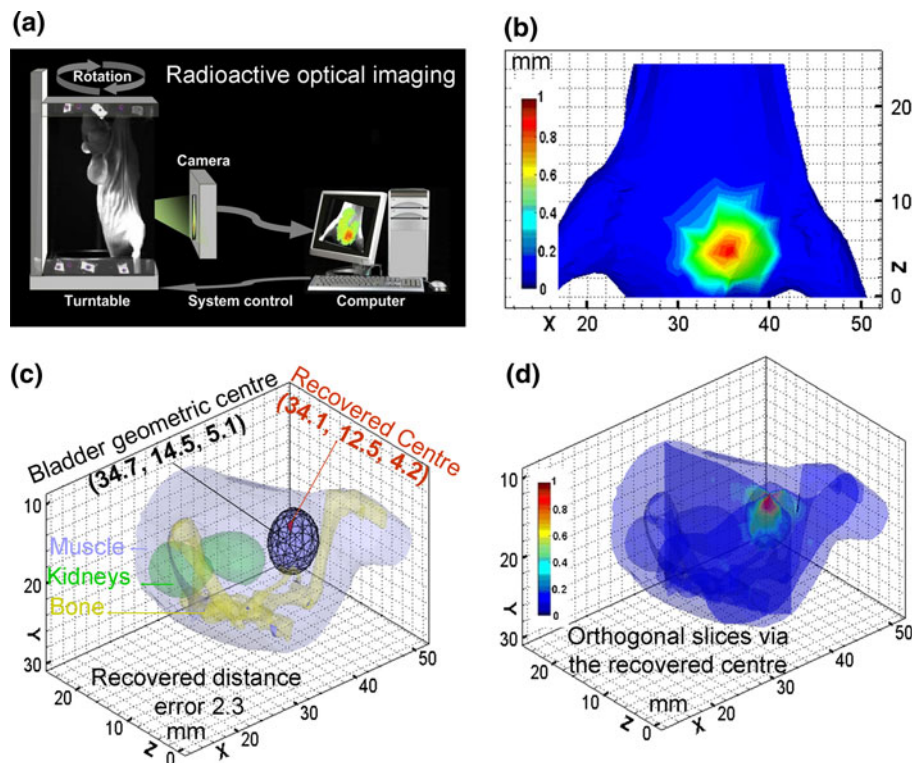 (a)
Rotation
Radioactive optical imaging
Camera
Turntable
System control
Computer
(b)
mm
1
0.8
0.6
0.4
0.2
0
20
10
0
Z
X
20
30
40
50
(c)
Bladder geometric centre
(34.7, 14.5, 5.1)
Recovered Centre
(34.1, 12.5, 4.2)
Muscle
Kidneys
Bone
10
20
30
Y
20
10
0
Z
X
20
30
40
50
Recovered distance
error 2.3
mm
(d)
1
0.8
0.6
0.4
0.2
0
10
20
30
Y
Orthogonal slices via
the recovered centre
mm
20
10
0
Z
X
20
30
40
50